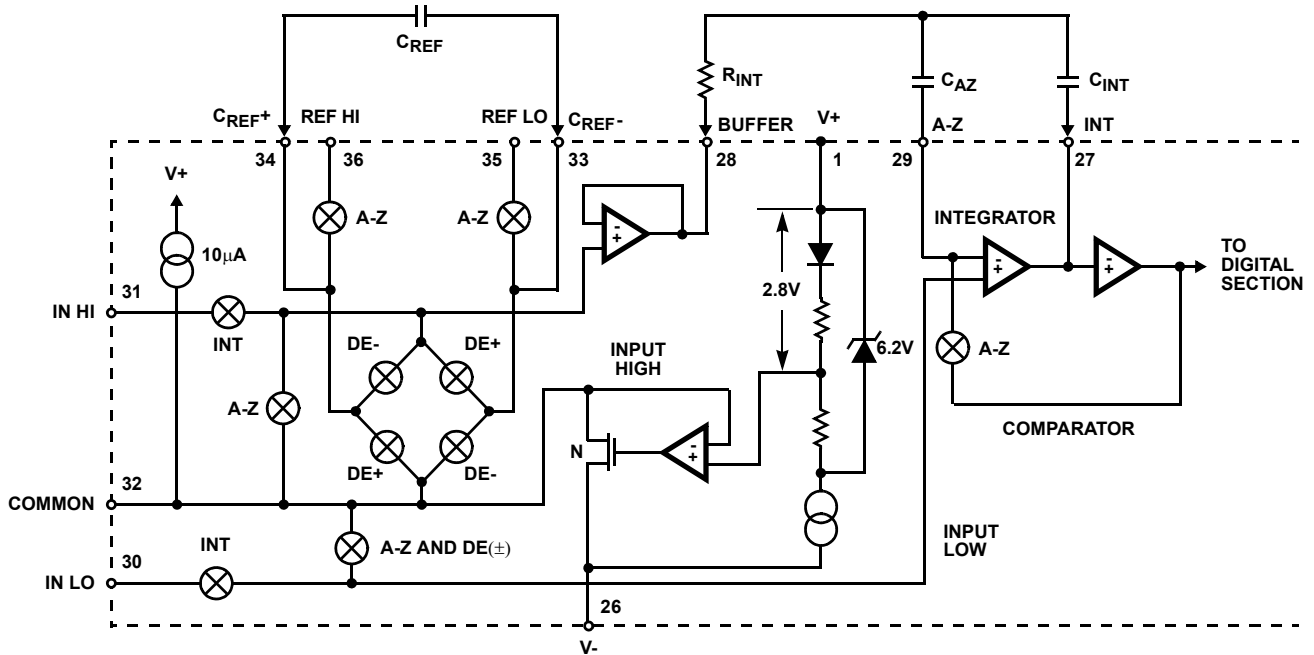 C_REF
R_INT
C_AZ
C_INT
C_REF+
REF HI
REF LO
C_REF-
BUFFER
V+
A-Z
INT
34
36
35
33
28
1
29
27
V+
A-Z
A-Z
INTEGRATOR
-
+
10µA
2.8V
-
+
-
+
TO
DIGITAL
SECTION
31
IN HI
INT
DE-
DE+
INPUT
HIGH
6.2V
A-Z
A-Z
COMPARATOR
N
-
+
DE+
DE-
32
COMMON
INT
A-Z AND DE(±)
INPUT
LOW
30
IN LO
26
V-